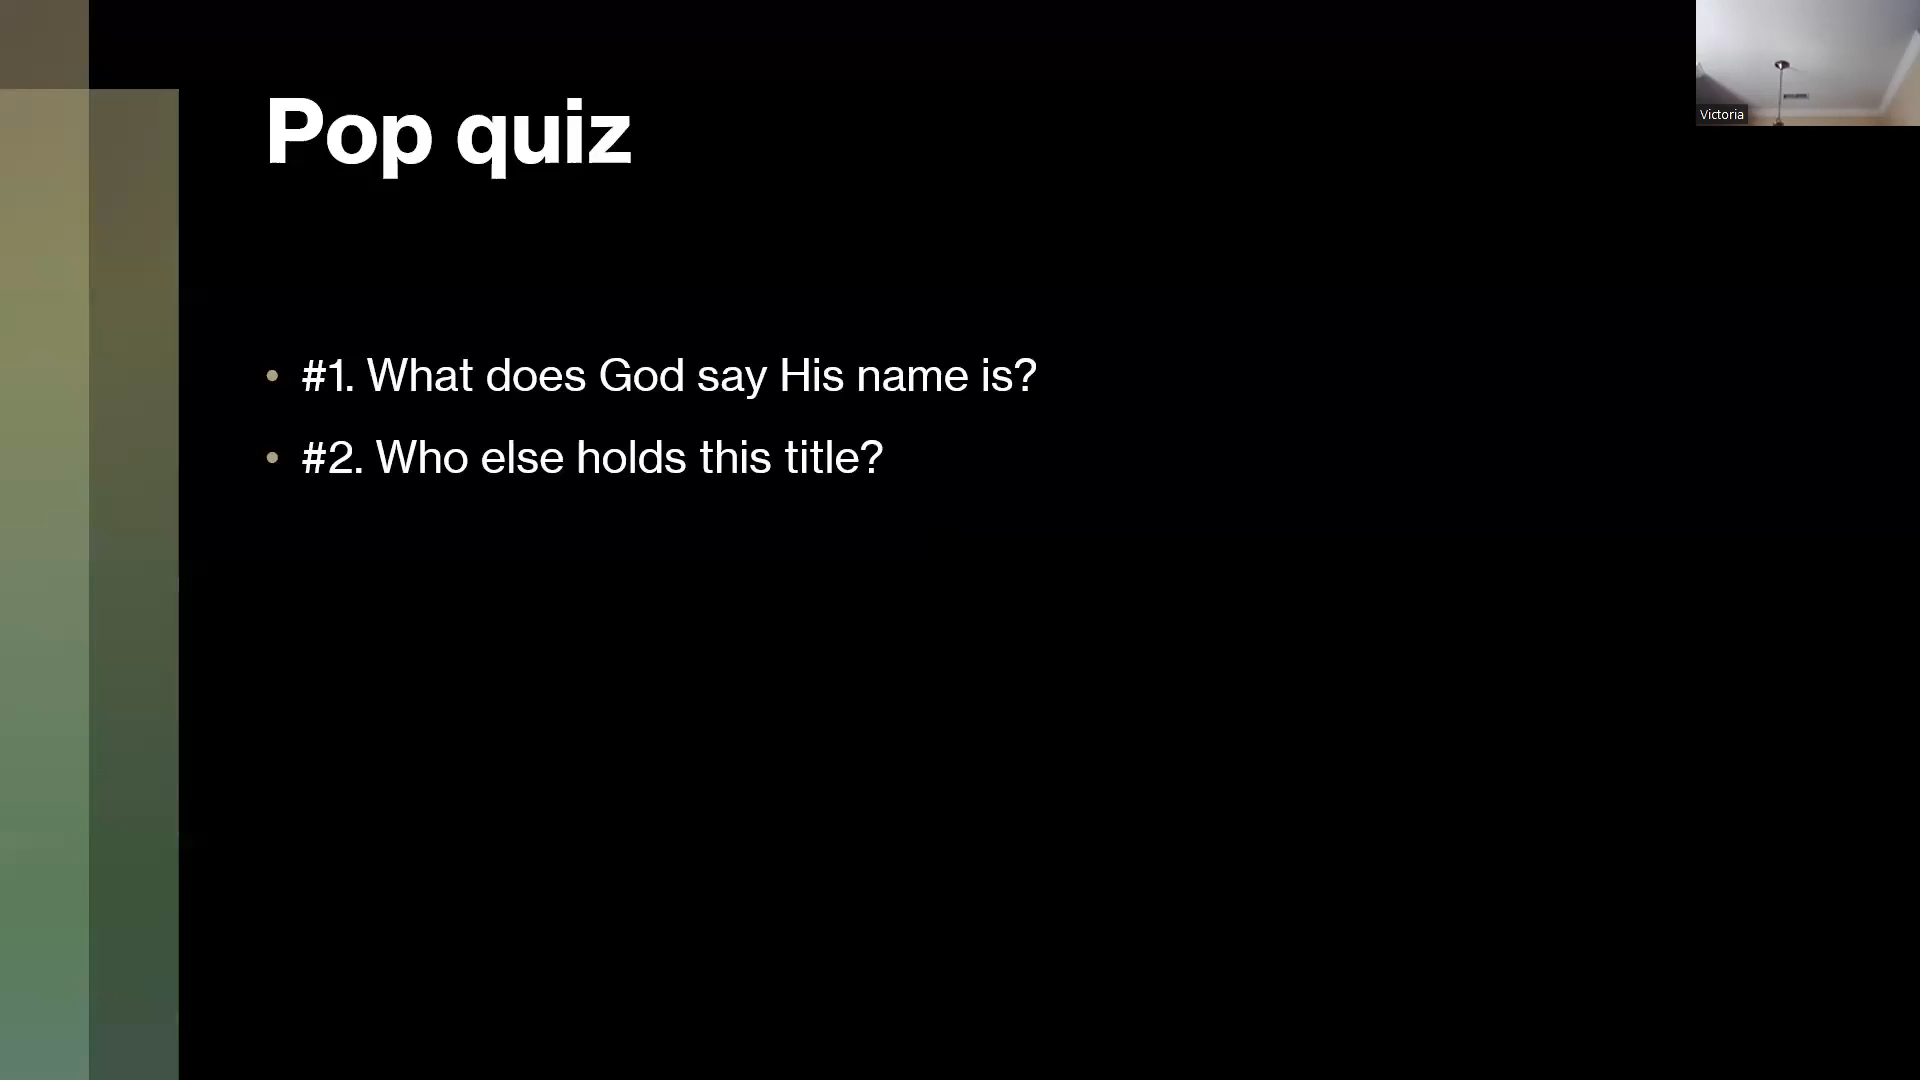 Pop quiz
Victoria
• #1. What does God say His name is?
• #2. Who else holds this title?